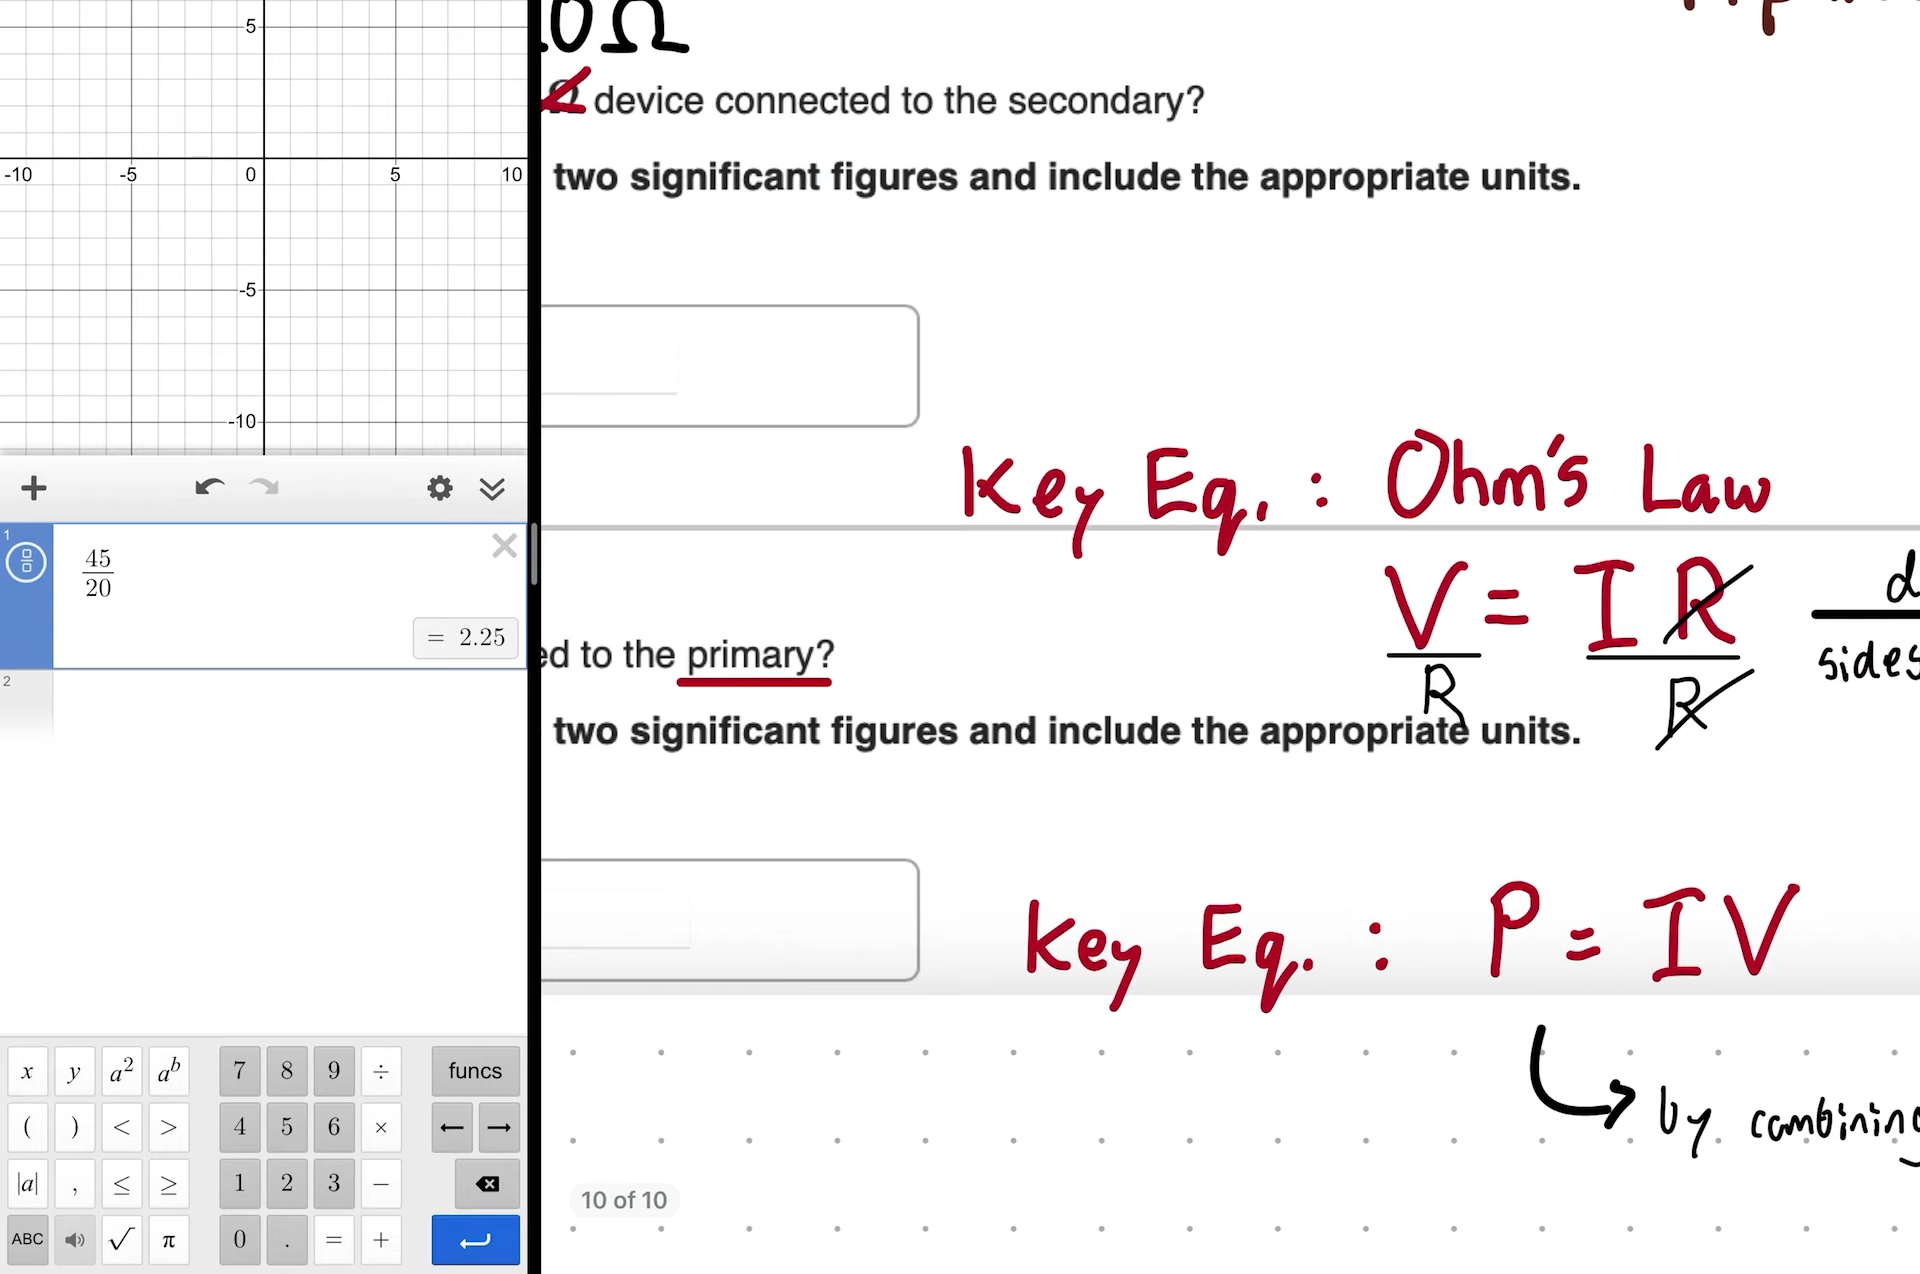 5
-10 -5 0 5 10
-5
-10
1
45
20
= 2.25
2
x y a² aᵇ 7 8 9 ÷ funcs
( ) < > 4 5 6 × ← →
|a| , ≤ ≥ 1 2 3 −
ABC √ π 0 . = +
0Ω
Ω device connected to the secondary?
two significant figures and include the appropriate units.
Key Eq. : Ohm's Law
V = I R
R R
d
sides
ed to the primary?
two significant figures and include the appropriate units.
Key Eq. : P = IV
by combining
10 of 10